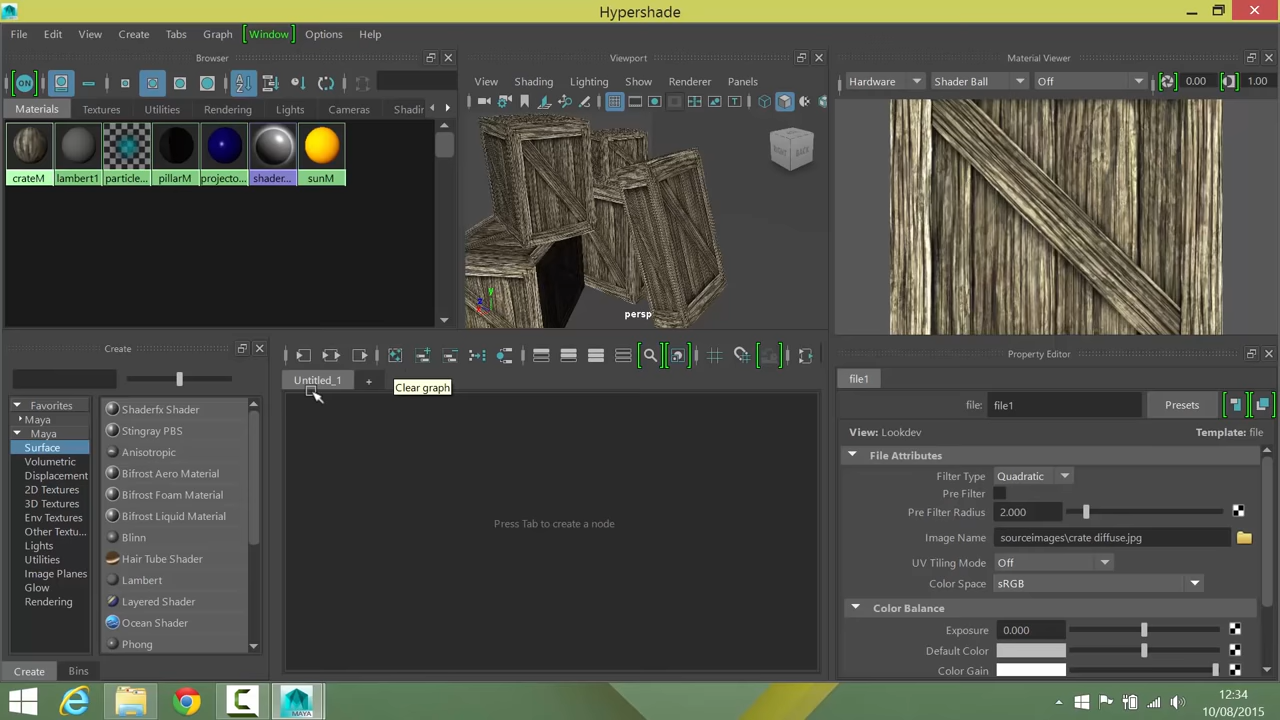 Hypershade
File Edit View Create Tabs Graph [Window] Options Help
Browser
ON
Materials Textures Utilities Rendering Lights Cameras Shadi
crateM lambert1 particle... pillarM projecto... shader... sunM
Viewport
View Shading Lighting Show Renderer Panels
RIGHT BACK
y
z
persp
Material Viewer
Hardware Shader Ball Off 0.00 1.00
Create
Favorites
Maya
Maya
Surface
Volumetric
Displacement
2D Textures
3D Textures
Env Textures
Other Textu...
Lights
Utilities
Image Planes
Glow
Rendering
Shaderfx Shader
Stingray PBS
Anisotropic
Bifrost Aero Material
Bifrost Foam Material
Bifrost Liquid Material
Blinn
Hair Tube Shader
Lambert
Layered Shader
Ocean Shader
Phong
Create Bins
Untitled_1 +
Clear graph
Press Tab to create a node
Property Editor
file1
file: file1 Presets
View: Lookdev Template: file
File Attributes
Filter Type Quadratic
Pre Filter
Pre Filter Radius 2.000
Image Name sourceimages\crate diffuse.jpg
UV Tiling Mode Off
Color Space sRGB
Color Balance
Exposure 0.000
Default Color
Color Gain
MAYA
12:34
10/08/2015